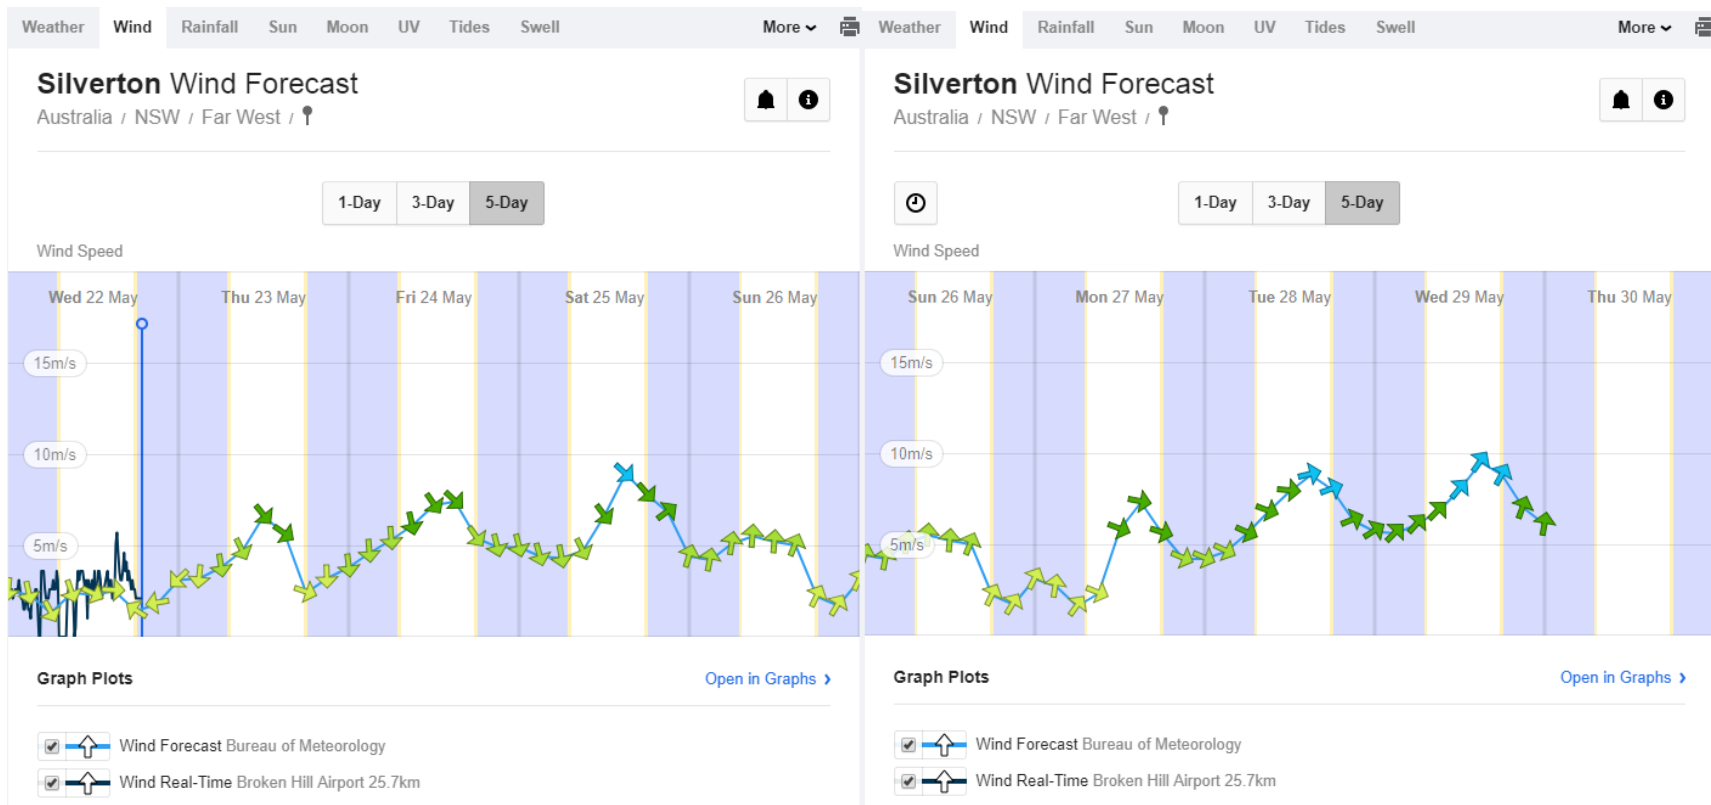 Weather Wind Rainfall Sun Moon UV Tides Swell More
Silverton Wind Forecast
Australia / NSW / Far West /
1-Day 3-Day 5-Day
Wind Speed
Wed 22 May Thu 23 May Fri 24 May Sat 25 May Sun 26 May
15m/s
10m/s
5m/s
Graph Plots Open in Graphs
Wind Forecast Bureau of Meteorology
Wind Real-Time Broken Hill Airport 25.7km
Weather Wind Rainfall Sun Moon UV Tides Swell More
Silverton Wind Forecast
Australia / NSW / Far West /
1-Day 3-Day 5-Day
Wind Speed
Sun 26 May Mon 27 May Tue 28 May Wed 29 May Thu 30 May
15m/s
10m/s
5m/s
Graph Plots Open in Graphs
Wind Forecast Bureau of Meteorology
Wind Real-Time Broken Hill Airport 25.7km